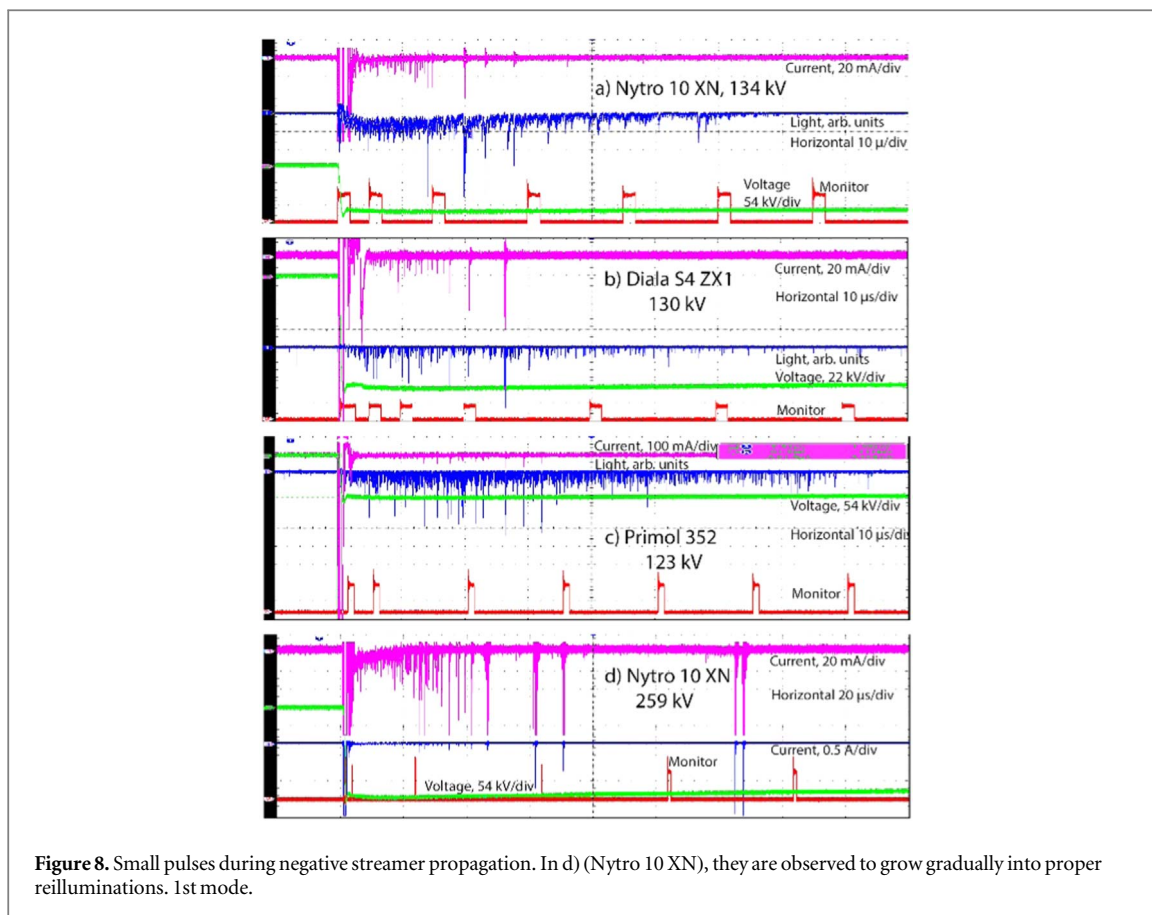 Current, 20 mA/div
a) Nytro 10 XN, 134 kV
Light, arb. units
Horizontal 10 µ/div
Voltage
54 kV/div
Monitor
Current, 20 mA/div
b) Diala S4 ZX1
130 kV
Horizontal 10 µs/div
Light, arb. units
Voltage, 22 kV/div
Monitor
Current, 100 mA/div
Light, arb. units
Voltage, 54 kV/div
Horizontal 10 µs/div
c) Primol 352
123 kV
Monitor
Current, 20 mA/div
d) Nytro 10 XN
259 kV
Horizontal 20 µs/div
Current, 0.5 A/div
Monitor
Voltage, 54 kV/div
Figure 8. Small pulses during negative streamer propagation. In d) (Nytro 10 XN), they are observed to grow gradually into proper
reilluminations. 1st mode.